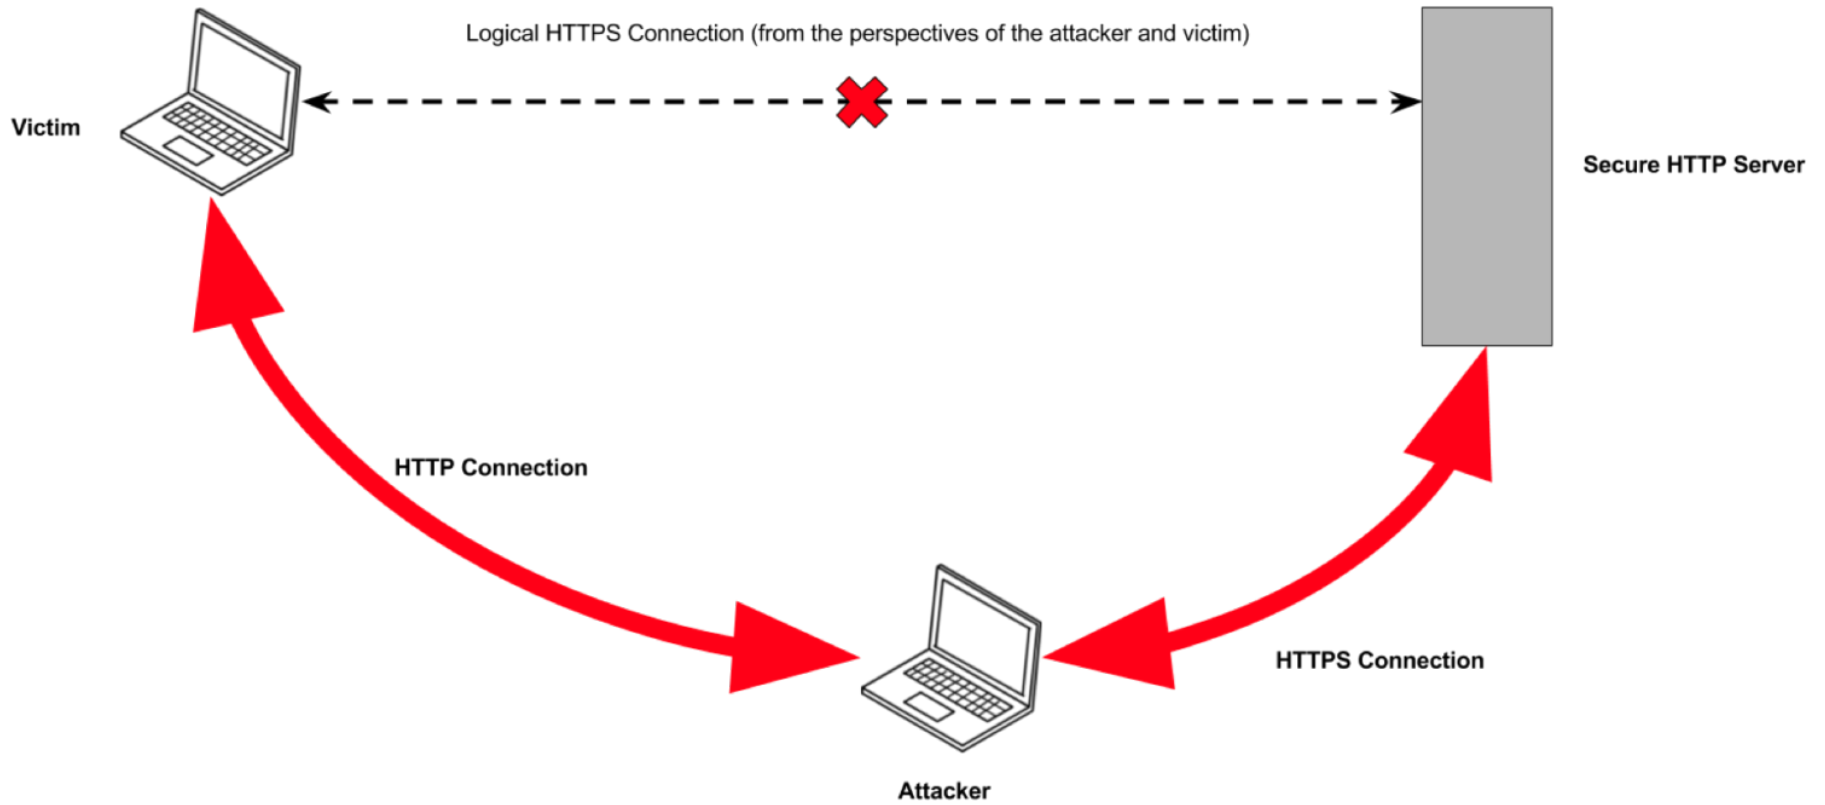 Logical HTTPS Connection (from the perspectives of the attacker and victim)
Victim
Secure HTTP Server
HTTP Connection
HTTPS Connection
Attacker